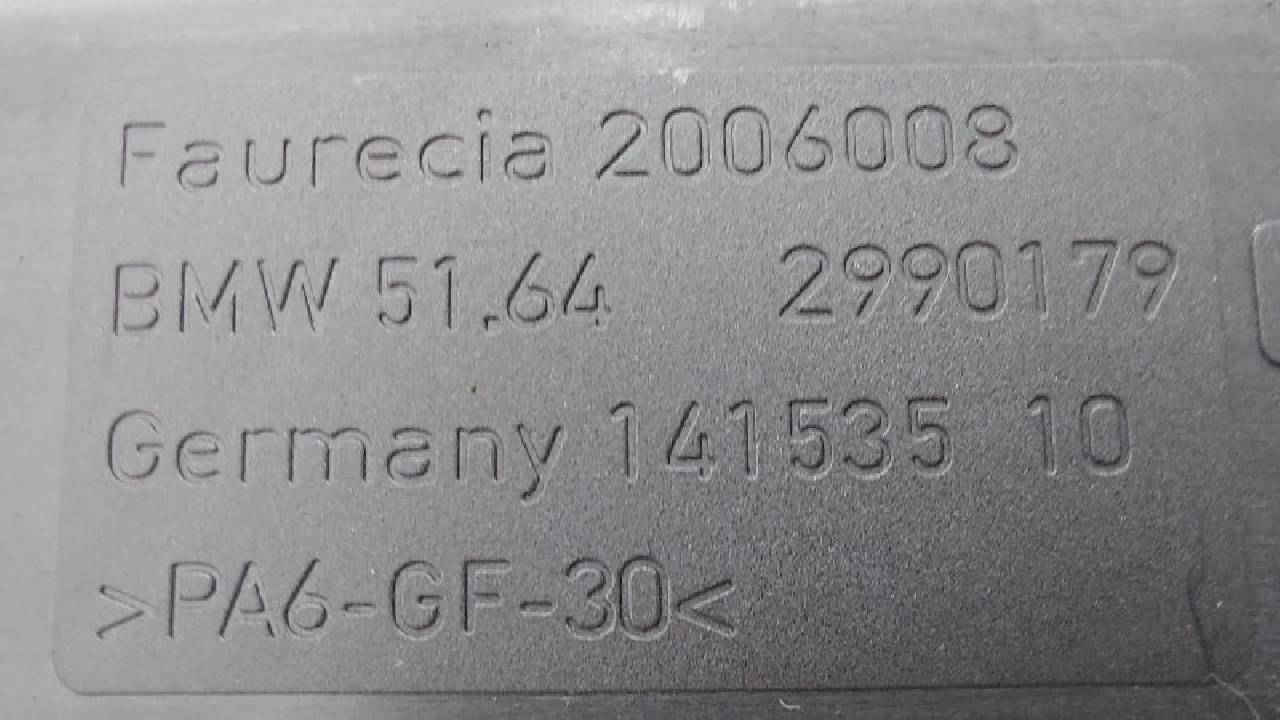 Faurecia 2006008
BMW 51.64 2990179
Germany 141535 10
>PA6-GF-30<